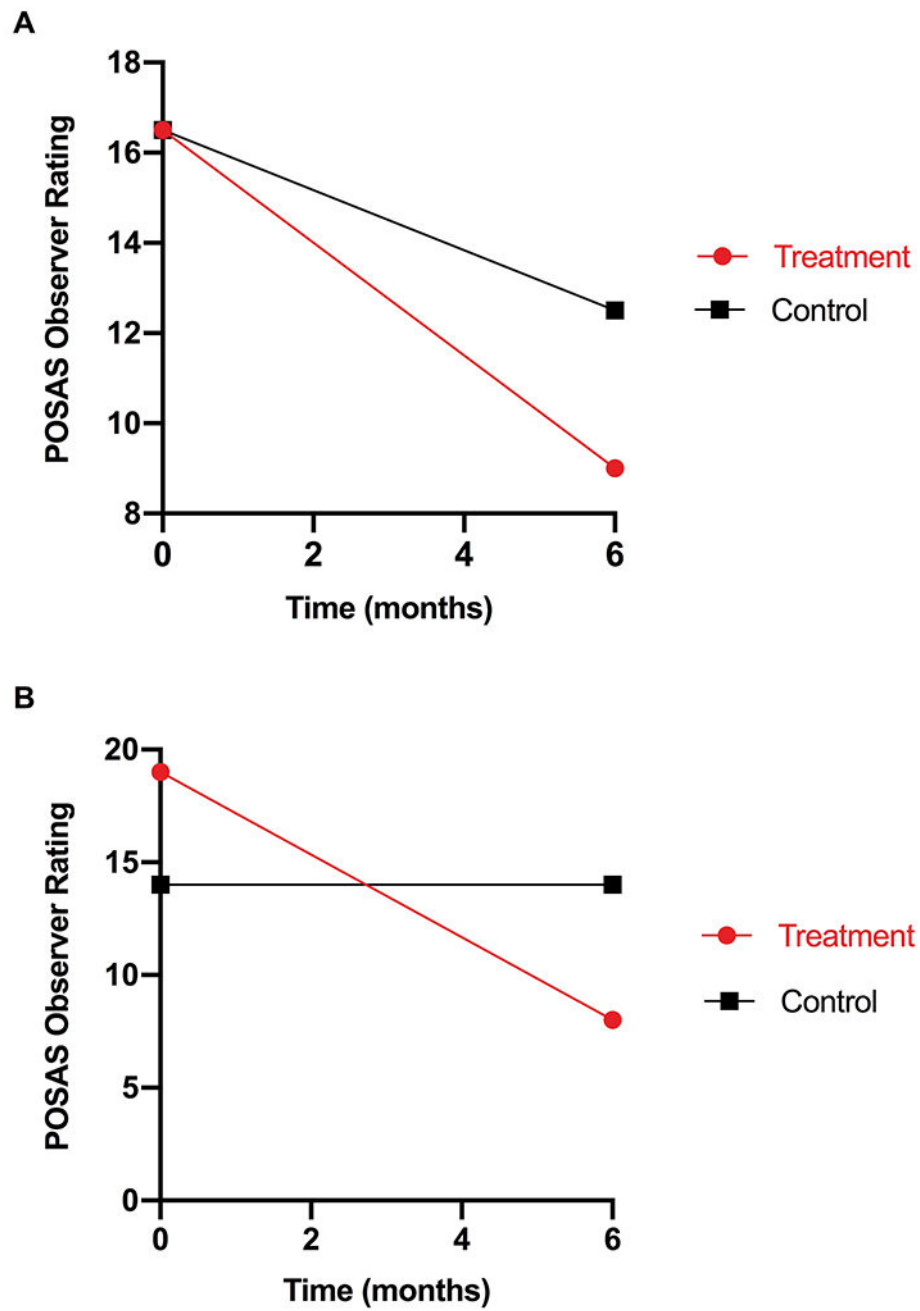 A
18
16
14
12
10
8
POSAS Observer Rating
0
2
4
6
Time (months)
Treatment
Control
B
20
15
10
5
0
POSAS Observer Rating
0
2
4
6
Time (months)
Treatment
Control